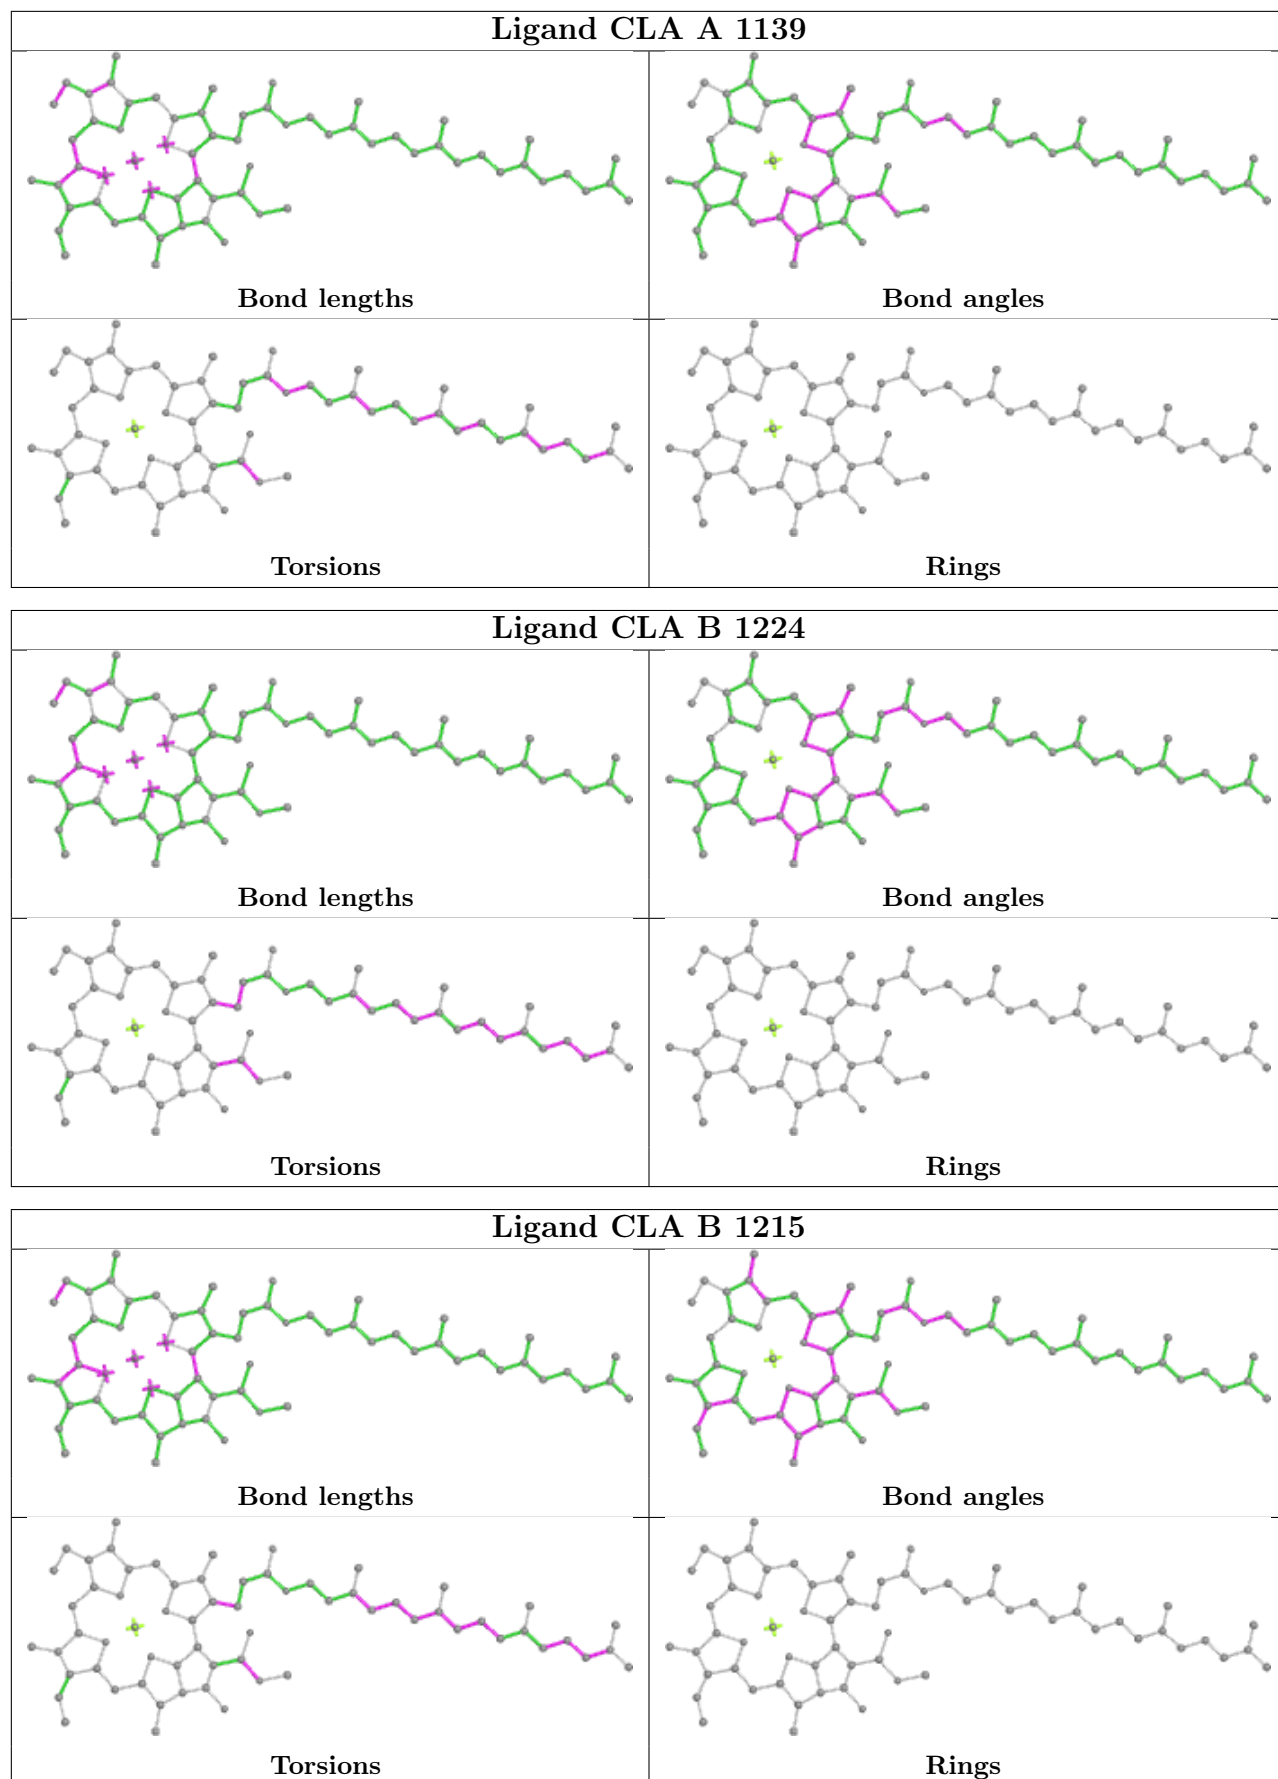 Ligand CLA A 1139
Bond lengths
Bond angles
Torsions
Rings
Ligand CLA B 1224
Bond lengths
Bond angles
Torsions
Rings
Ligand CLA B 1215
Bond lengths
Bond angles
Torsions
Rings